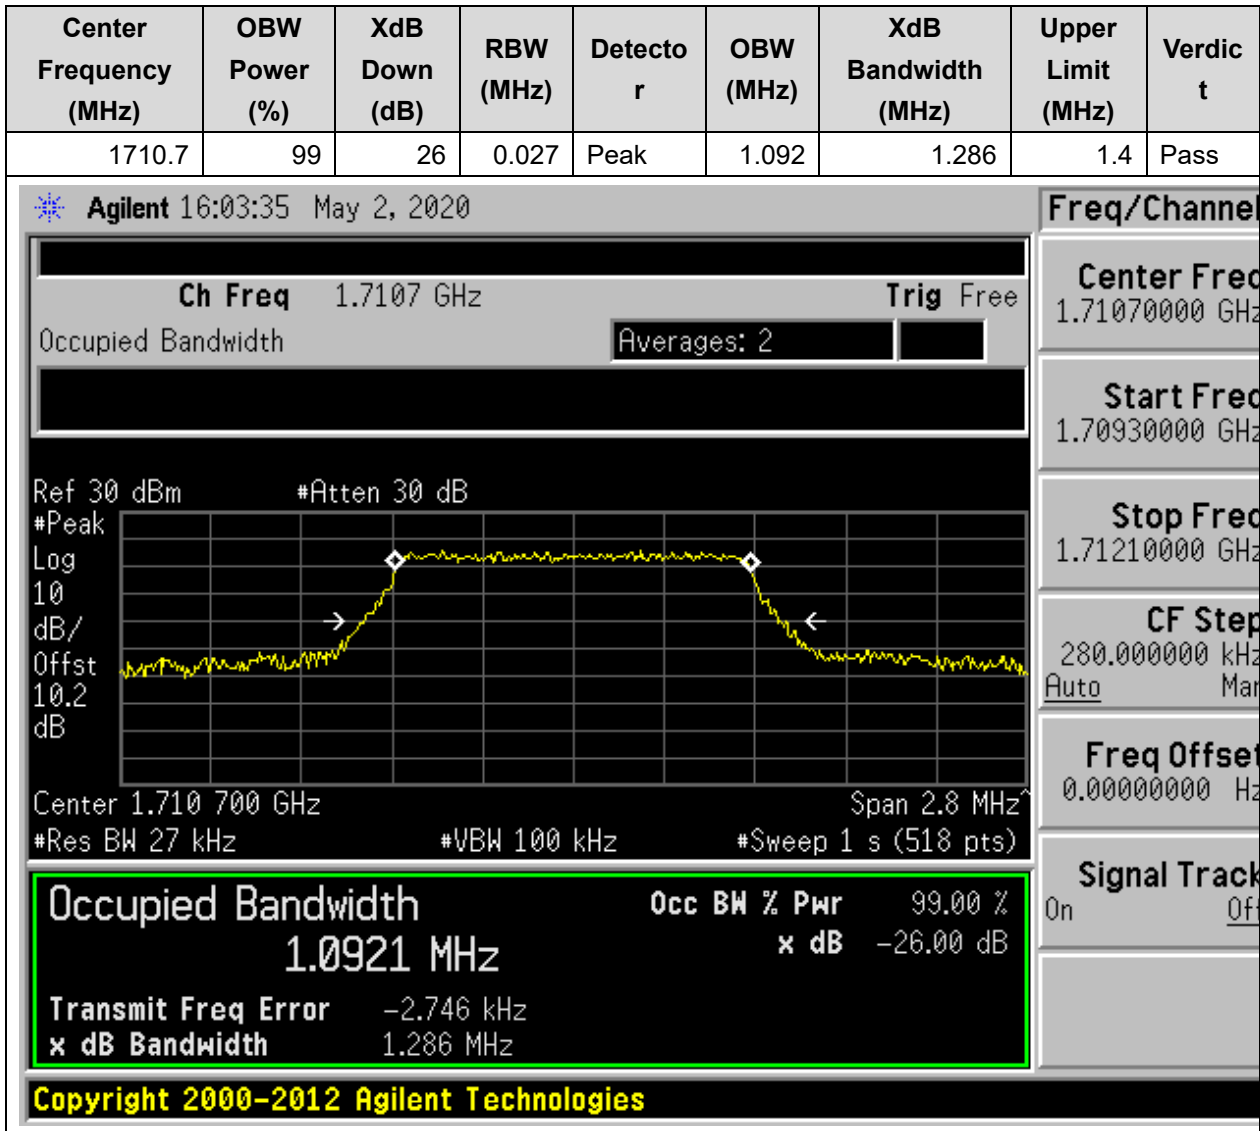 Center Frequency (MHz) | OBW Power (%) | XdB Down (dB) | RBW (MHz) | Detector | OBW (MHz) | XdB Bandwidth (MHz) | Upper Limit (MHz) | Verdict
1710.7 | 99 | 26 | 0.027 | Peak | 1.092 | 1.286 | 1.4 | Pass
Agilent 16:03:35 May 2, 2020
Freq/Channel
Ch Freq 1.7107 GHz Trig Free
Occupied Bandwidth Averages: 2
Center Freq
1.71070000 GHz
Start Freq
1.70930000 GHz
Stop Freq
1.71210000 GHz
CF Step
280.000000 kHz
Auto Man
Freq Offset
0.00000000 Hz
Signal Track
On Off
Ref 30 dBm #Atten 30 dB
#Peak
Log
10
dB/
Offst
10.2
dB
Center 1.710 700 GHz Span 2.8 MHz^
#Res BW 27 kHz #VBW 100 kHz #Sweep 1 s (518 pts)
Occupied Bandwidth Occ BW % Pwr 99.00 %
1.0921 MHz x dB -26.00 dB
Transmit Freq Error -2.746 kHz
x dB Bandwidth 1.286 MHz
Copyright 2000-2012 Agilent Technologies